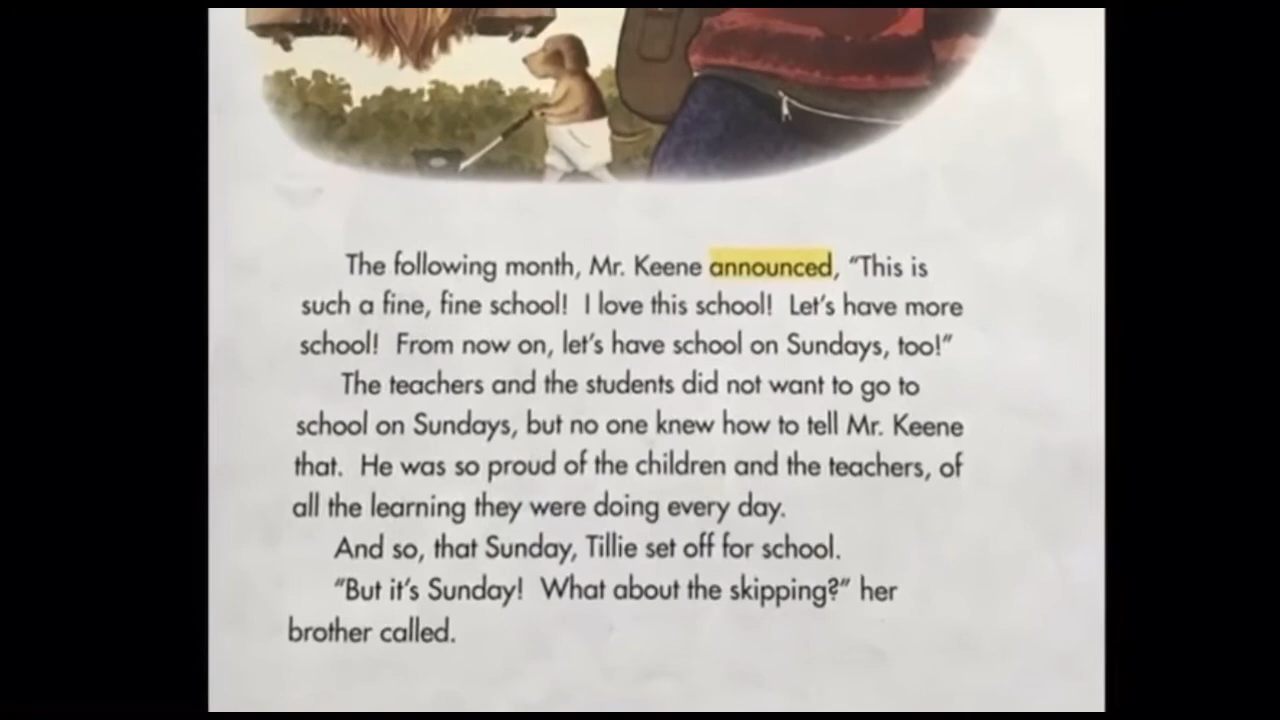 The following month, Mr. Keene announced, “This is
such a fine, fine school! I love this school! Let’s have more
school! From now on, let’s have school on Sundays, too!”
The teachers and the students did not want to go to
school on Sundays, but no one knew how to tell Mr. Keene
that. He was so proud of the children and the teachers, of
all the learning they were doing every day.
And so, that Sunday, Tillie set off for school.
“But it’s Sunday! What about the skipping?” her
brother called.